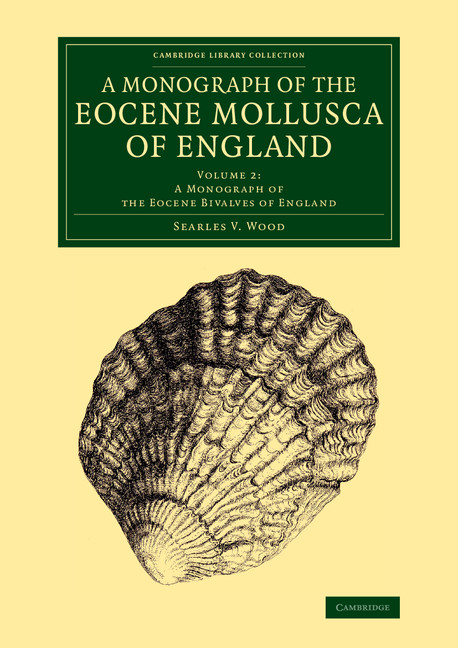 CAMBRIDGE LIBRARY COLLECTION
A MONOGRAPH OF THE
EOCENE MOLLUSCA
OF ENGLAND
VOLUME 2:
A MONOGRAPH OF
THE EOCENE BIVALVES OF ENGLAND
SEARLES V. WOOD
CAMBRIDGE